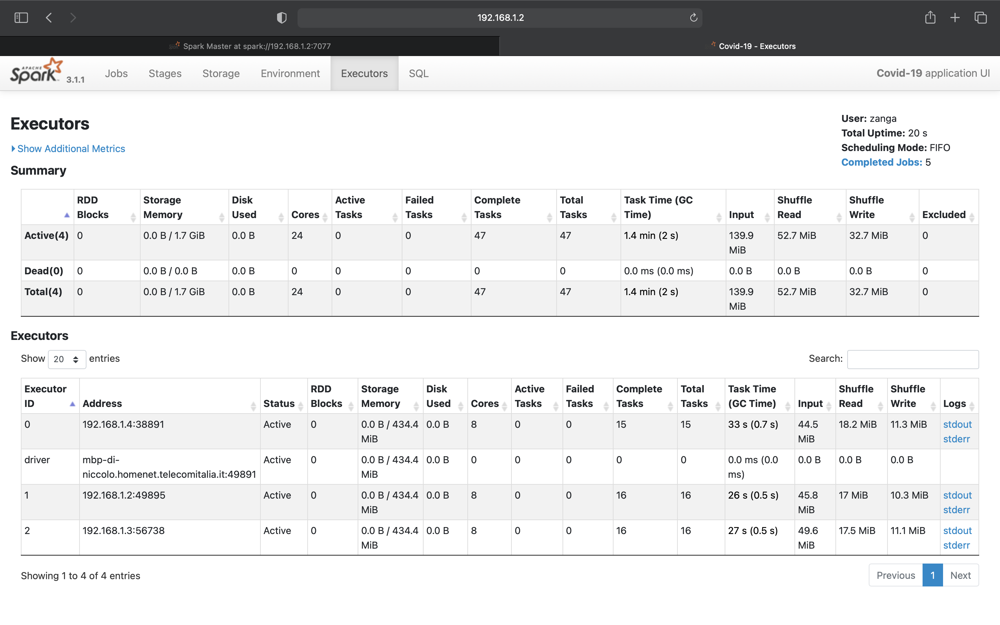 192.168.1.2
Spark Master at spark://192.168.1.2:7077
Covid-19 - Executors
APACHE Spark 3.1.1 Jobs Stages Storage Environment Executors SQL Covid-19 application UI
Executors
Show Additional Metrics
User: zanga
Total Uptime: 20 s
Scheduling Mode: FIFO
Completed Jobs: 5
Summary
RDD Blocks Storage Memory Disk Used Cores Active Tasks Failed Tasks Complete Tasks Total Tasks Task Time (GC Time) Input Shuffle Read Shuffle Write Excluded
Active(4) 0 0.0 B / 1.7 GiB 0.0 B 24 0 0 47 47 1.4 min (2 s) 139.9 MiB 52.7 MiB 32.7 MiB 0
Dead(0) 0 0.0 B / 0.0 B 0.0 B 0 0 0 0 0 0.0 ms (0.0 ms) 0.0 B 0.0 B 0.0 B 0
Total(4) 0 0.0 B / 1.7 GiB 0.0 B 24 0 0 47 47 1.4 min (2 s) 139.9 MiB 52.7 MiB 32.7 MiB 0
Executors
Show 20 entries Search:
Executor ID Address Status RDD Blocks Storage Memory Disk Used Cores Active Tasks Failed Tasks Complete Tasks Total Tasks Task Time (GC Time) Input Shuffle Read Shuffle Write Logs
0 192.168.1.4:38891 Active 0 0.0 B / 434.4 MiB 0.0 B 8 0 0 15 15 33 s (0.7 s) 44.5 MiB 18.2 MiB 11.3 MiB stdout stderr
driver mbp-di-niccolo.homenet.telecomitalia.it:49891 Active 0 0.0 B / 434.4 MiB 0.0 B 0 0 0 0 0 0.0 ms (0.0 ms) 0.0 B 0.0 B 0.0 B
1 192.168.1.2:49895 Active 0 0.0 B / 434.4 MiB 0.0 B 8 0 0 16 16 26 s (0.5 s) 45.8 MiB 17 MiB 10.3 MiB stdout stderr
2 192.168.1.3:56738 Active 0 0.0 B / 434.4 MiB 0.0 B 8 0 0 16 16 27 s (0.5 s) 49.6 MiB 17.5 MiB 11.1 MiB stdout stderr
Showing 1 to 4 of 4 entries
Previous 1 Next